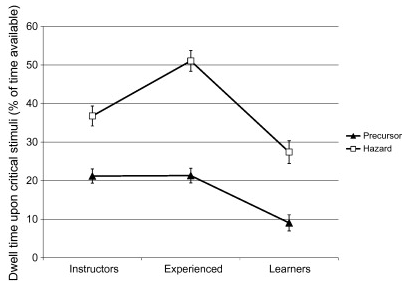 Dwell time upon critical stimuli (% of time available)
60
50
40
30
20
10
0
Instructors
Experienced
Learners
Precursor
Hazard